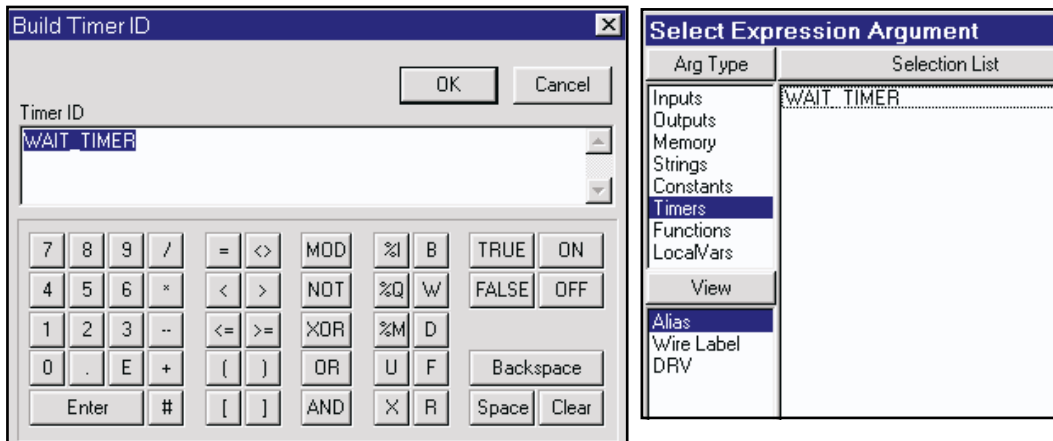 Build Timer ID
OK Cancel
Timer ID
WAIT_TIMER
7 8 9 / = <> MOD %I B TRUE ON
4 5 6 * < > NOT %Q W FALSE OFF
1 2 3 -- <= >= XOR %M D
0 . E + ( ) OR U F Backspace
Enter # [ ] AND X R Space Clear
Select Expression Argument
Arg Type Selection List
Inputs
Outputs
Memory
Strings
Constants
Timers
Functions
LocalVars
WAIT_TIMER
View
Alias
Wire Label
DRV